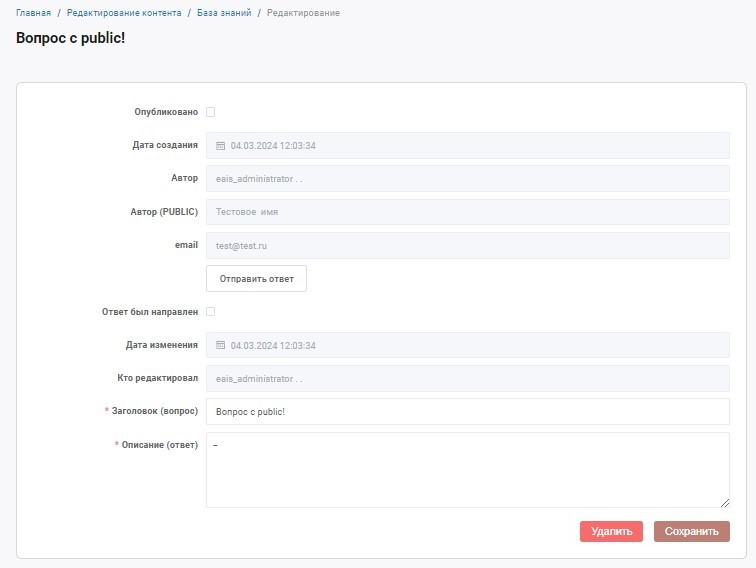 Главная / Редактирование контента / База знаний / Редактирование
Вопрос с public!
Опубликовано
Дата создания 04.03.2024 12:03:34
Автор eais_administrator . .
Автор (PUBLIC) Тестовое имя
email test@test.ru
Отправить ответ
Ответ был направлен
Дата изменения 04.03.2024 12:03:34
Кто редактировал eais_administrator . .
* Заголовок (вопрос) Вопрос с public!
* Описание (ответ) –
Удалить Сохранить